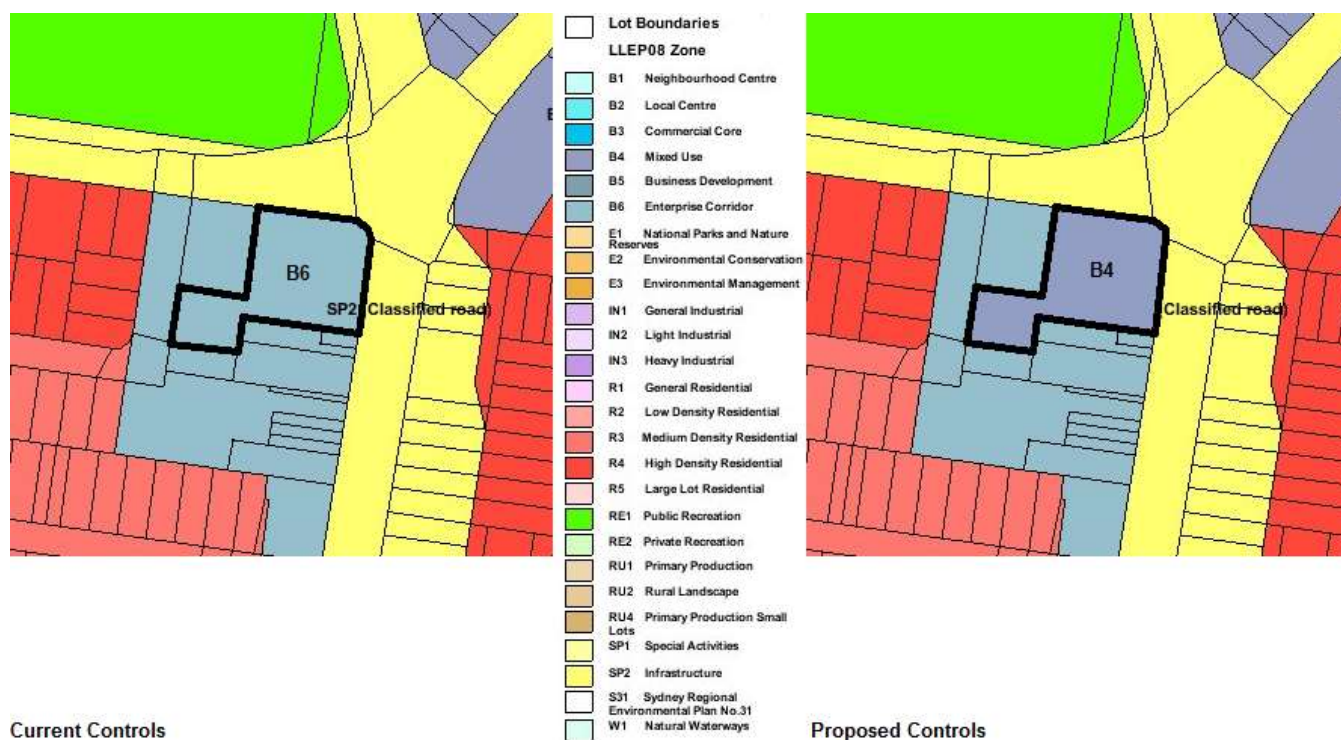 B6
SP2 (Classified road)
Current Controls
Lot Boundaries
LLEP08 Zone
B1 Neighbourhood Centre
B2 Local Centre
B3 Commercial Core
B4 Mixed Use
B5 Business Development
B6 Enterprise Corridor
E1 National Parks and Nature
Reserves
E2 Environmental Conservation
E3 Environmental Management
IN1 General Industrial
IN2 Light Industrial
IN3 Heavy Industrial
R1 General Residential
R2 Low Density Residential
R3 Medium Density Residential
R4 High Density Residential
R5 Large Lot Residential
RE1 Public Recreation
RE2 Private Recreation
RU1 Primary Production
RU2 Rural Landscape
RU4 Primary Production Small
Lots
SP1 Special Activities
SP2 Infrastructure
S31 Sydney Regional
Environmental Plan No.31
W1 Natural Waterways
B4
Classified road)
Proposed Controls